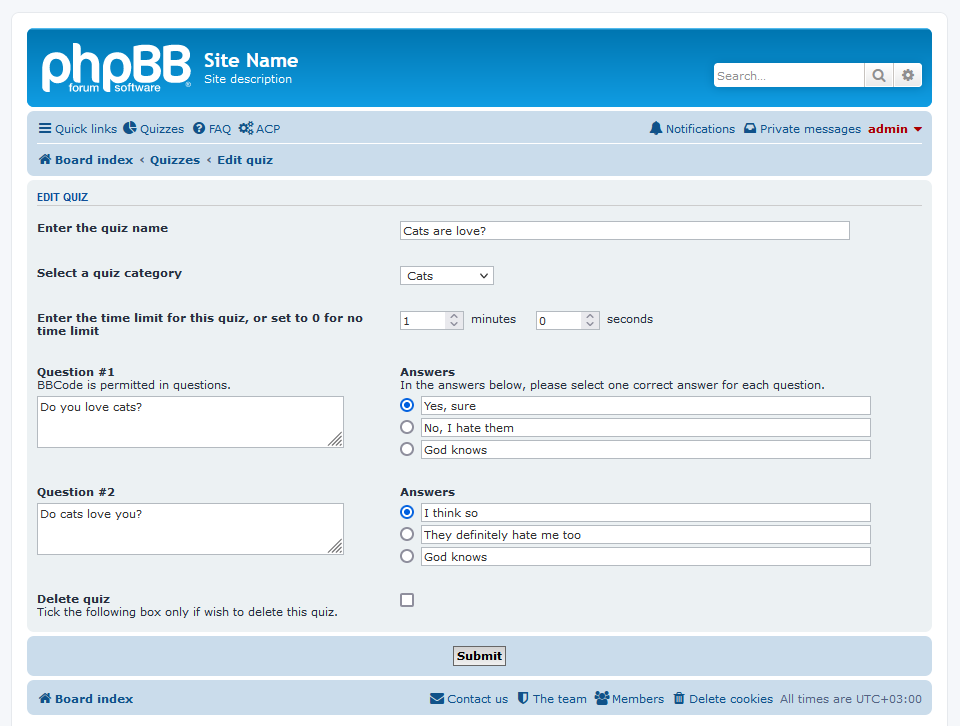 phpBB
forum software
®
Site Name
Site description
Search…
Quick links Quizzes FAQ ACP
Notifications Private messages admin
Board index ‹ Quizzes ‹ Edit quiz
EDIT QUIZ
Enter the quiz name
Cats are love?
Select a quiz category
Cats
Enter the time limit for this quiz, or set to 0 for no
time limit
1 minutes 0 seconds
Question #1
BBCode is permitted in questions.
Do you love cats?
Answers
In the answers below, please select one correct answer for each question.
Yes, sure
No, I hate them
God knows
Question #2
Do cats love you?
Answers
I think so
They definitely hate me too
God knows
Delete quiz
Tick the following box only if wish to delete this quiz.
Submit
Board index
Contact us The team Members Delete cookies All times are UTC+03:00